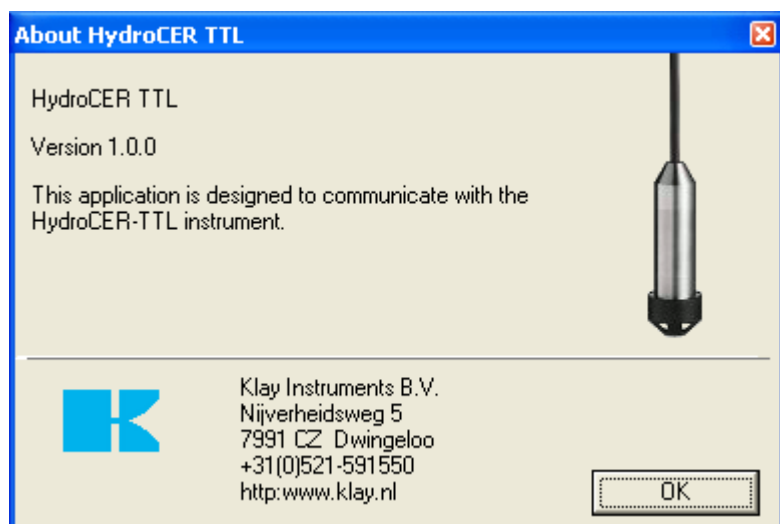 About HydroCER TTL
HydroCER TTL
Version 1.0.0
This application is designed to communicate with the
HydroCER-TTL instrument.
Klay Instruments B.V.
Nijverheidsweg 5
7991 CZ  Dwingeloo
+31(0)521-591550
http:www.klay.nl
OK